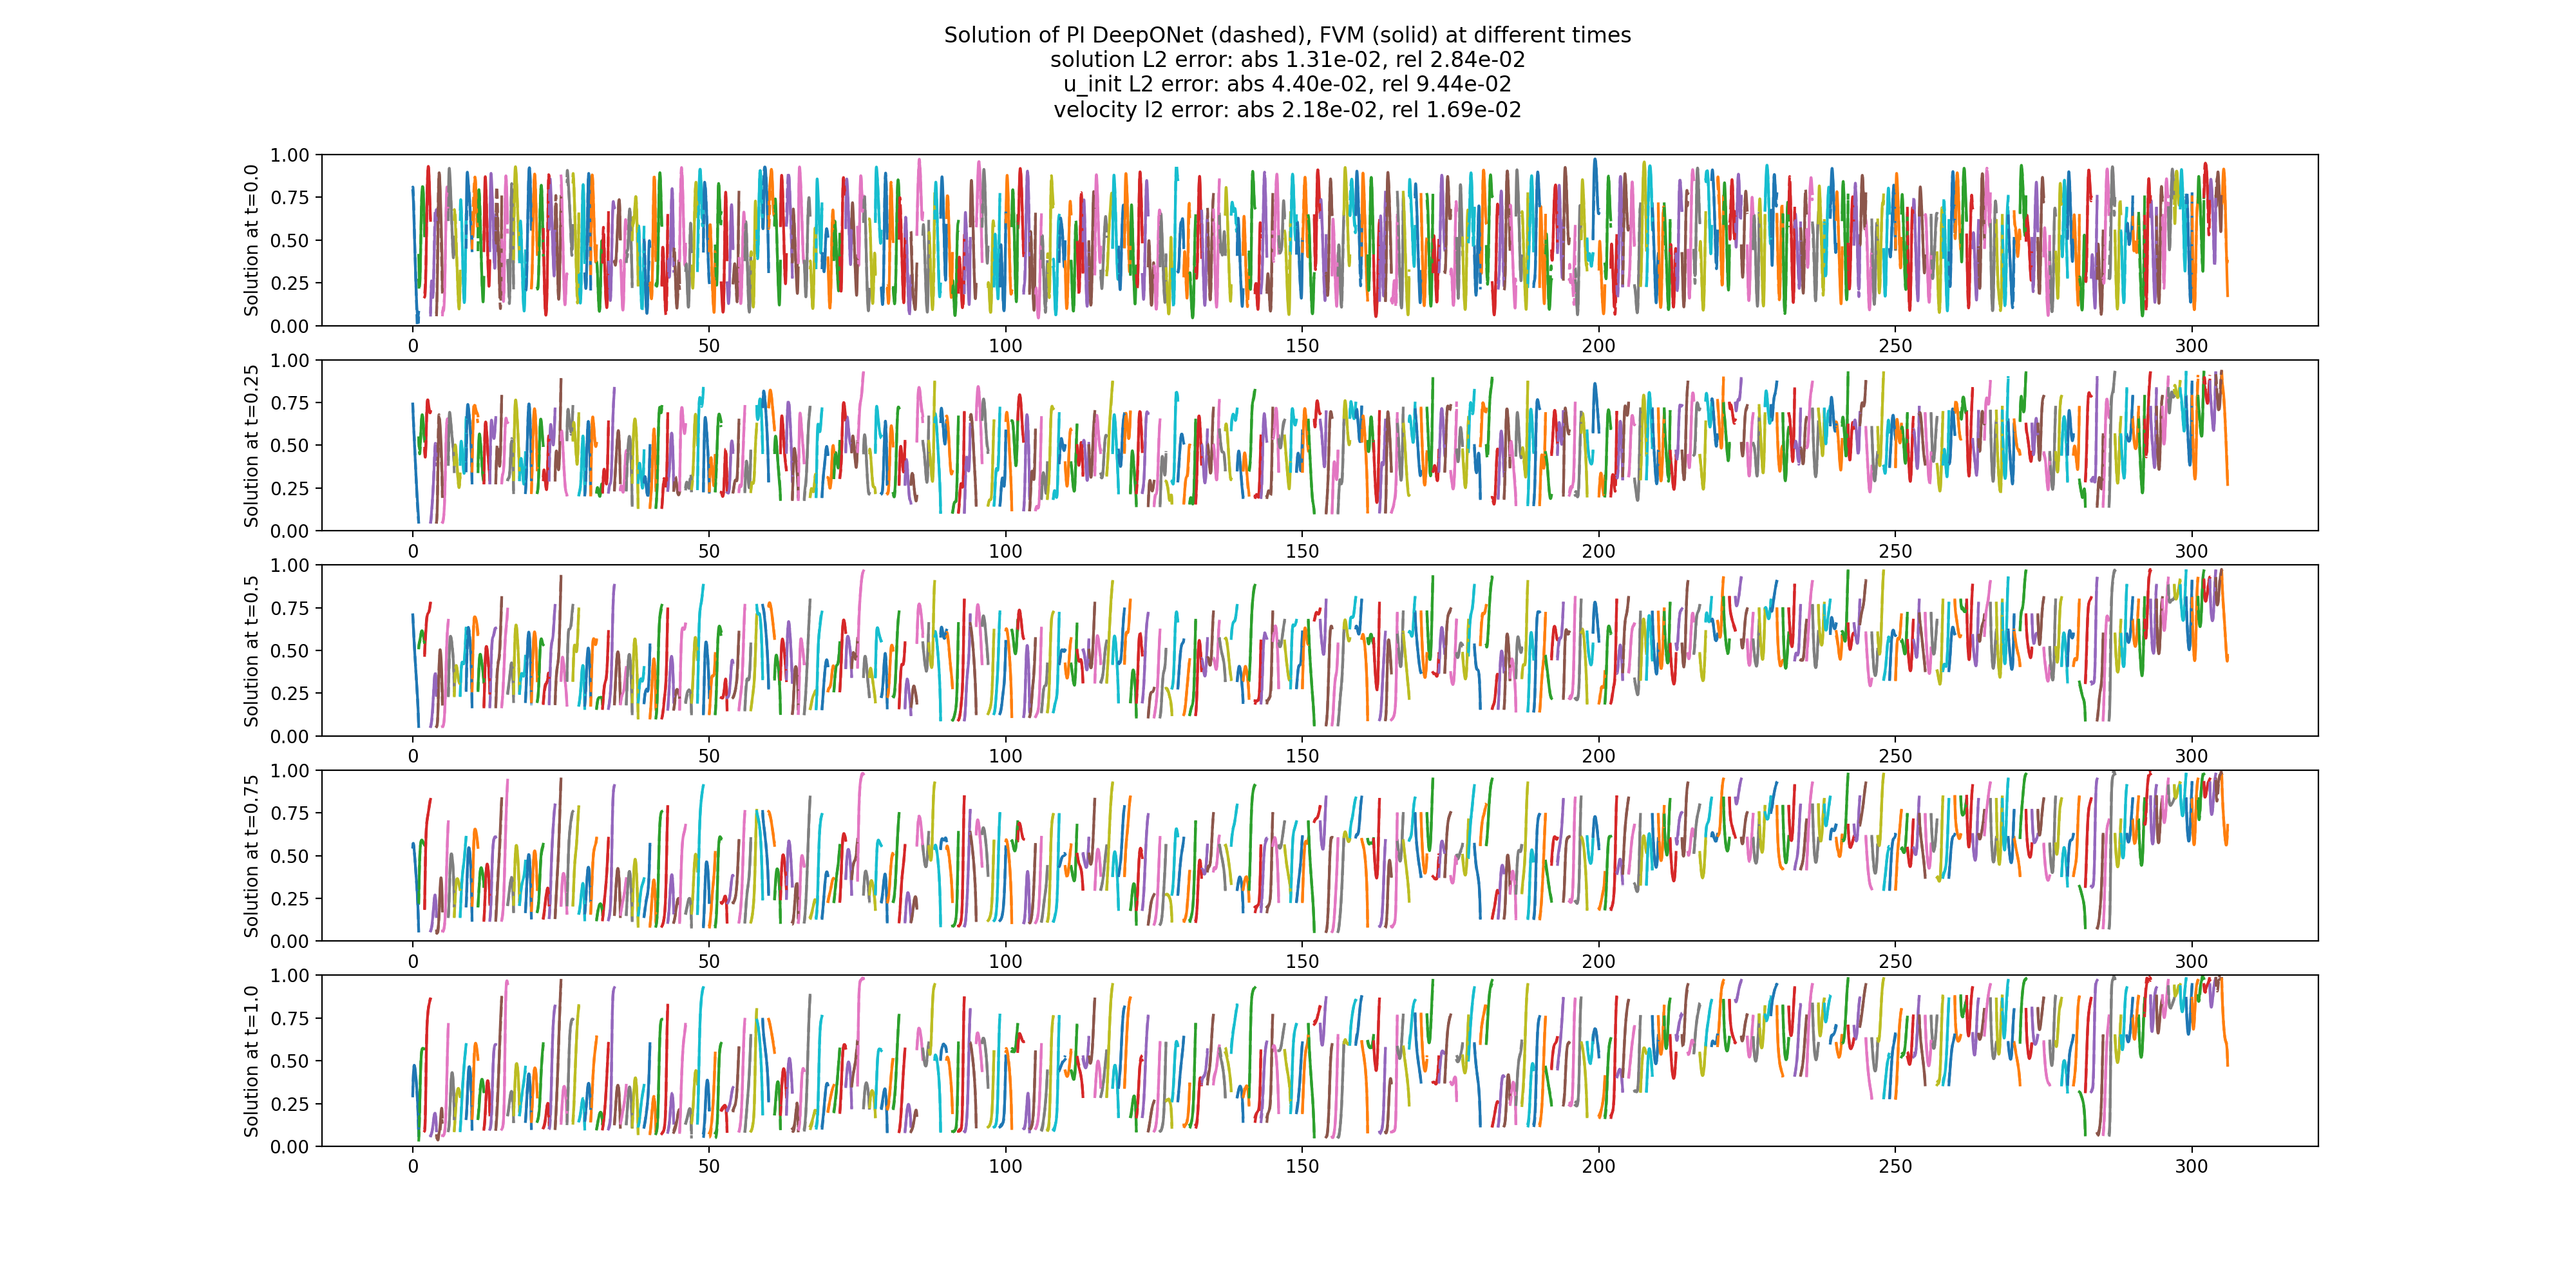 Solution of PI DeepONet (dashed), FVM (solid) at different times
solution L2 error: abs 1.31e-02, rel 2.84e-02
u_init L2 error: abs 4.40e-02, rel 9.44e-02
velocity l2 error: abs 2.18e-02, rel 1.69e-02
Solution at t=0.0
1.00
0.75
0.50
0.25
0.00
0 50 100 150 200 250 300
Solution at t=0.25
1.00
0.75
0.50
0.25
0.00
0 50 100 150 200 250 300
Solution at t=0.5
1.00
0.75
0.50
0.25
0.00
0 50 100 150 200 250 300
Solution at t=0.75
1.00
0.75
0.50
0.25
0.00
0 50 100 150 200 250 300
Solution at t=1.0
1.00
0.75
0.50
0.25
0.00
0 50 100 150 200 250 300